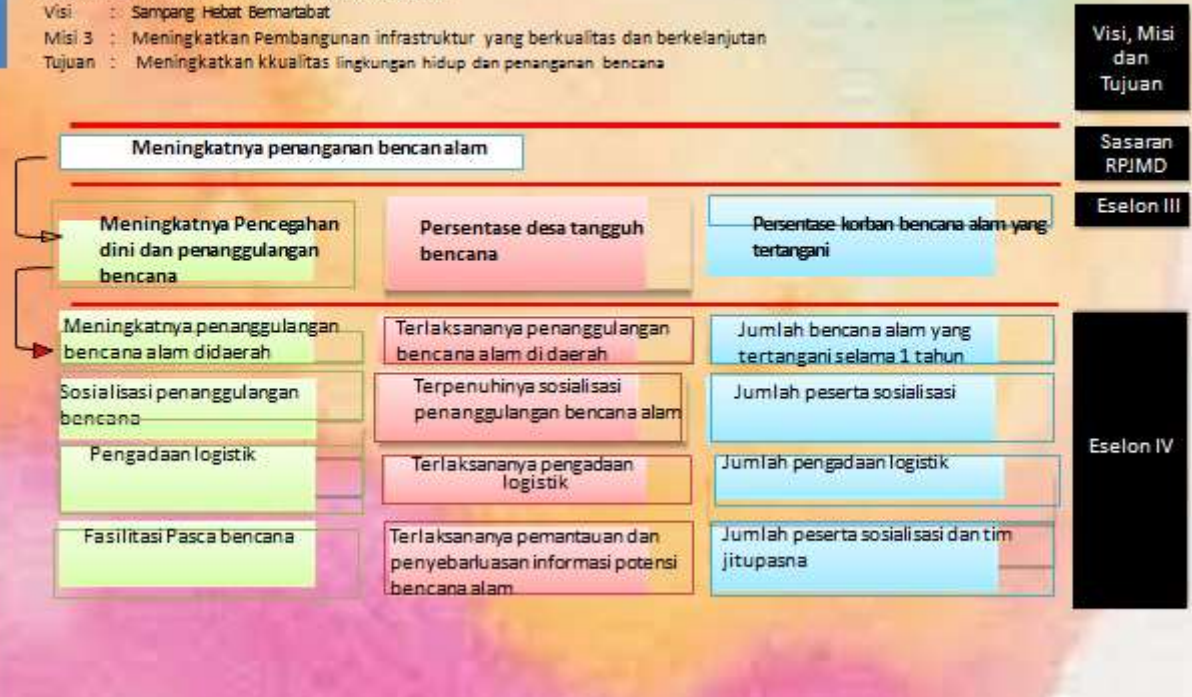 Visi : Sampang Hebat Bermartabat
Misi 3 : Meningkatkan Pembangunan infrastruktur yang berkualitas dan berkelanjutan
Tujuan : Meningkatkan kkualitas lingkungan hidup dan penanganan bencana
Visi, Misi
dan
Tujuan
Meningkatnya penanganan bencan alam
Sasaran
RPJMD
Eselon III
Meningkatnya Pencegahan
dini dan penanggulangan
bencana
Persentase desa tangguh
bencana
Persentase korban bencana alam yang
tertangani
Meningkatnya penanggulangan
bencana alam didaerah
Terlaksananya penanggulangan
bencana alam di daerah
Jumlah bencana alam yang
tertangani selama 1 tahun
Sosialisasi penanggulangan
bencana
Terpenuhinya sosialisasi
penanggulangan bencana alam
Jumlah peserta sosialisasi
Eselon IV
Pengadaan logistik
Terlaksananya pengadaan
logistik
Jumlah pengadaan logistik
Fasilitasi Pasca bencana
Terlaksananya pemantauan dan
penyebarluasan informasi potensi
bencana alam
Jumlah peserta sosialisasi dan tim
jitupasna